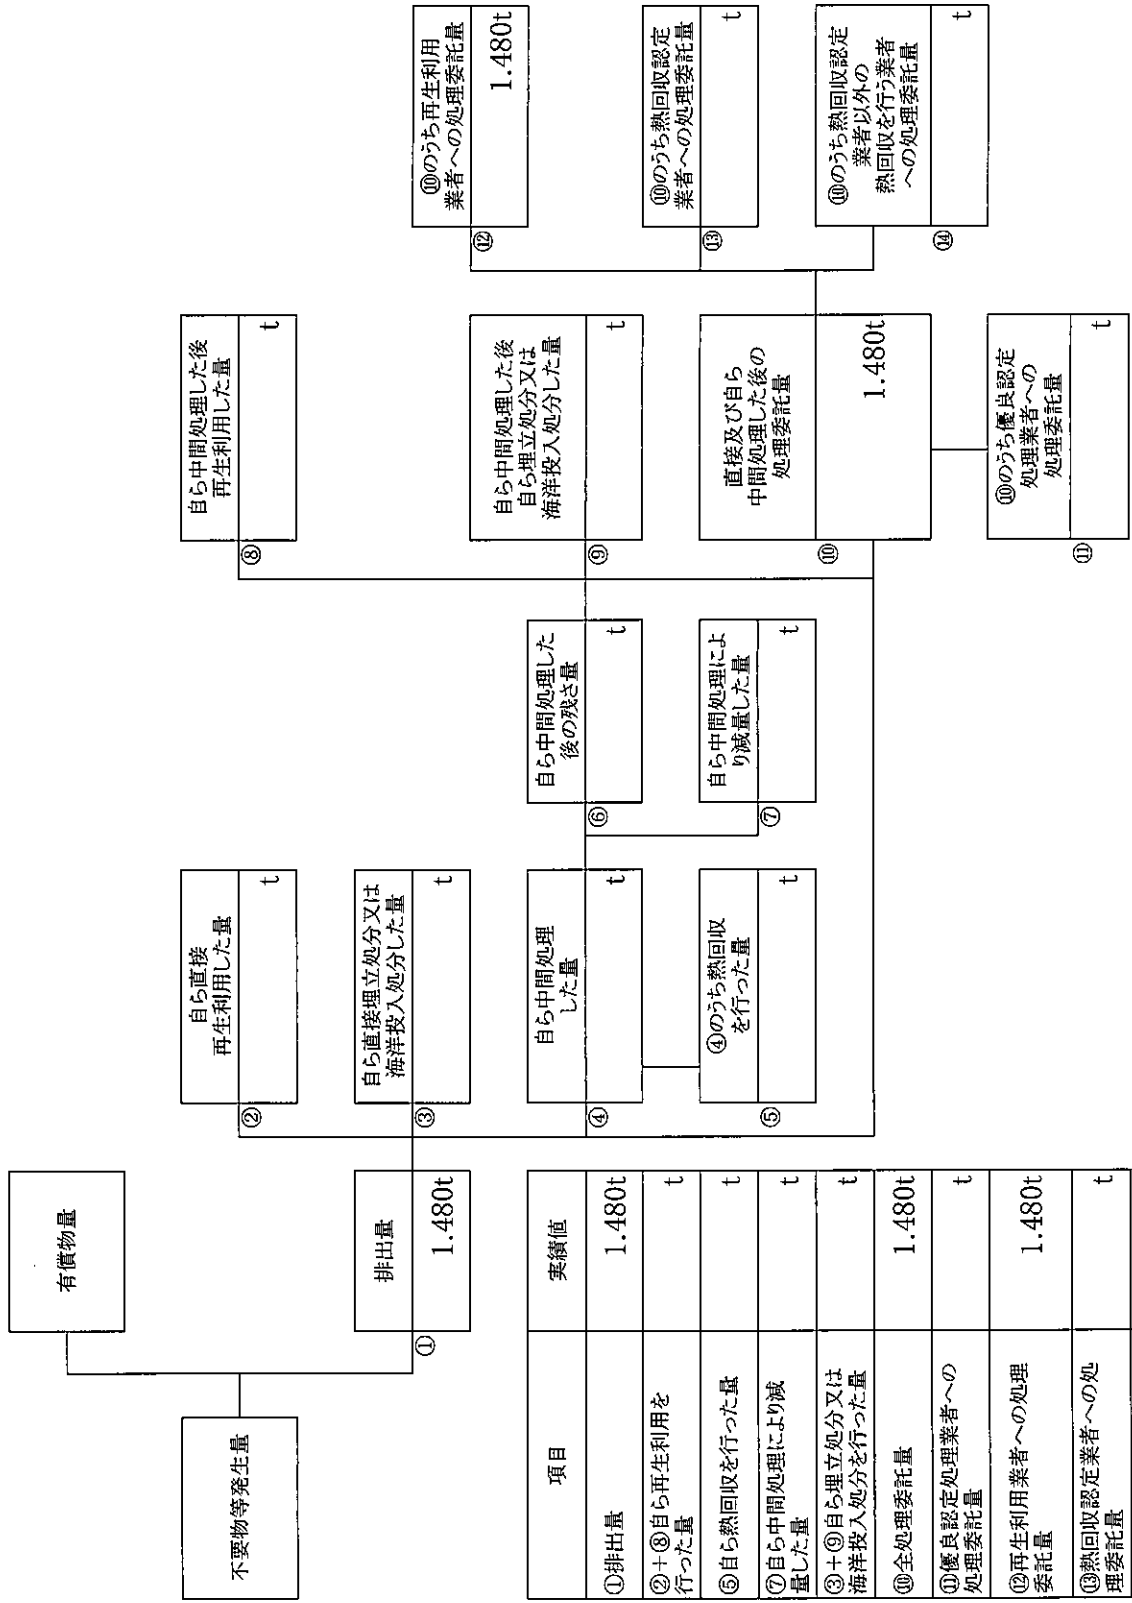 不要物等発生量
有償物量
①
排出量
1.480t
②
自ら直接
再生利用した量
t
③
自ら直接埋立処分又は
海洋投入処分した量
t
④
自ら中間処理
した量
t
⑤
④のうち熱回収
を行った量
t
⑥
自ら中間処理した
後の残さ量
t
⑦
自ら中間処理によ
り減量した量
t
⑧
自ら中間処理した後
再生利用した量
t
⑨
自ら中間処理した後
自ら埋立処分又は
海洋投入処分した量
t
⑩
直接及び自ら
中間処理した後の
処理委託量
1.480t
⑪
⑩のうち優良認定
処理業者への
処理委託量
t
⑫
⑩のうち再生利用
業者への処理委託量
1.480t
⑬
⑩のうち熱回収認定
業者への処理委託量
t
⑭
⑩のうち熱回収認定
業者以外の
熱回収を行う業者
への処理委託量
t
項目
実績値
①排出量
1.480t
②+⑧自ら再生利用を
行った量
t
⑤自ら熱回収を行った量
t
⑦自ら中間処理により減
量した量
t
③+⑨自ら埋立処分又は
海洋投入処分を行った量
t
⑩全処理委託量
1.480t
⑪優良認定処理業者への
処理委託量
t
⑫再生利用業者への処理
委託量
1.480t
⑬熱回収認定業者への処
理委託量
t